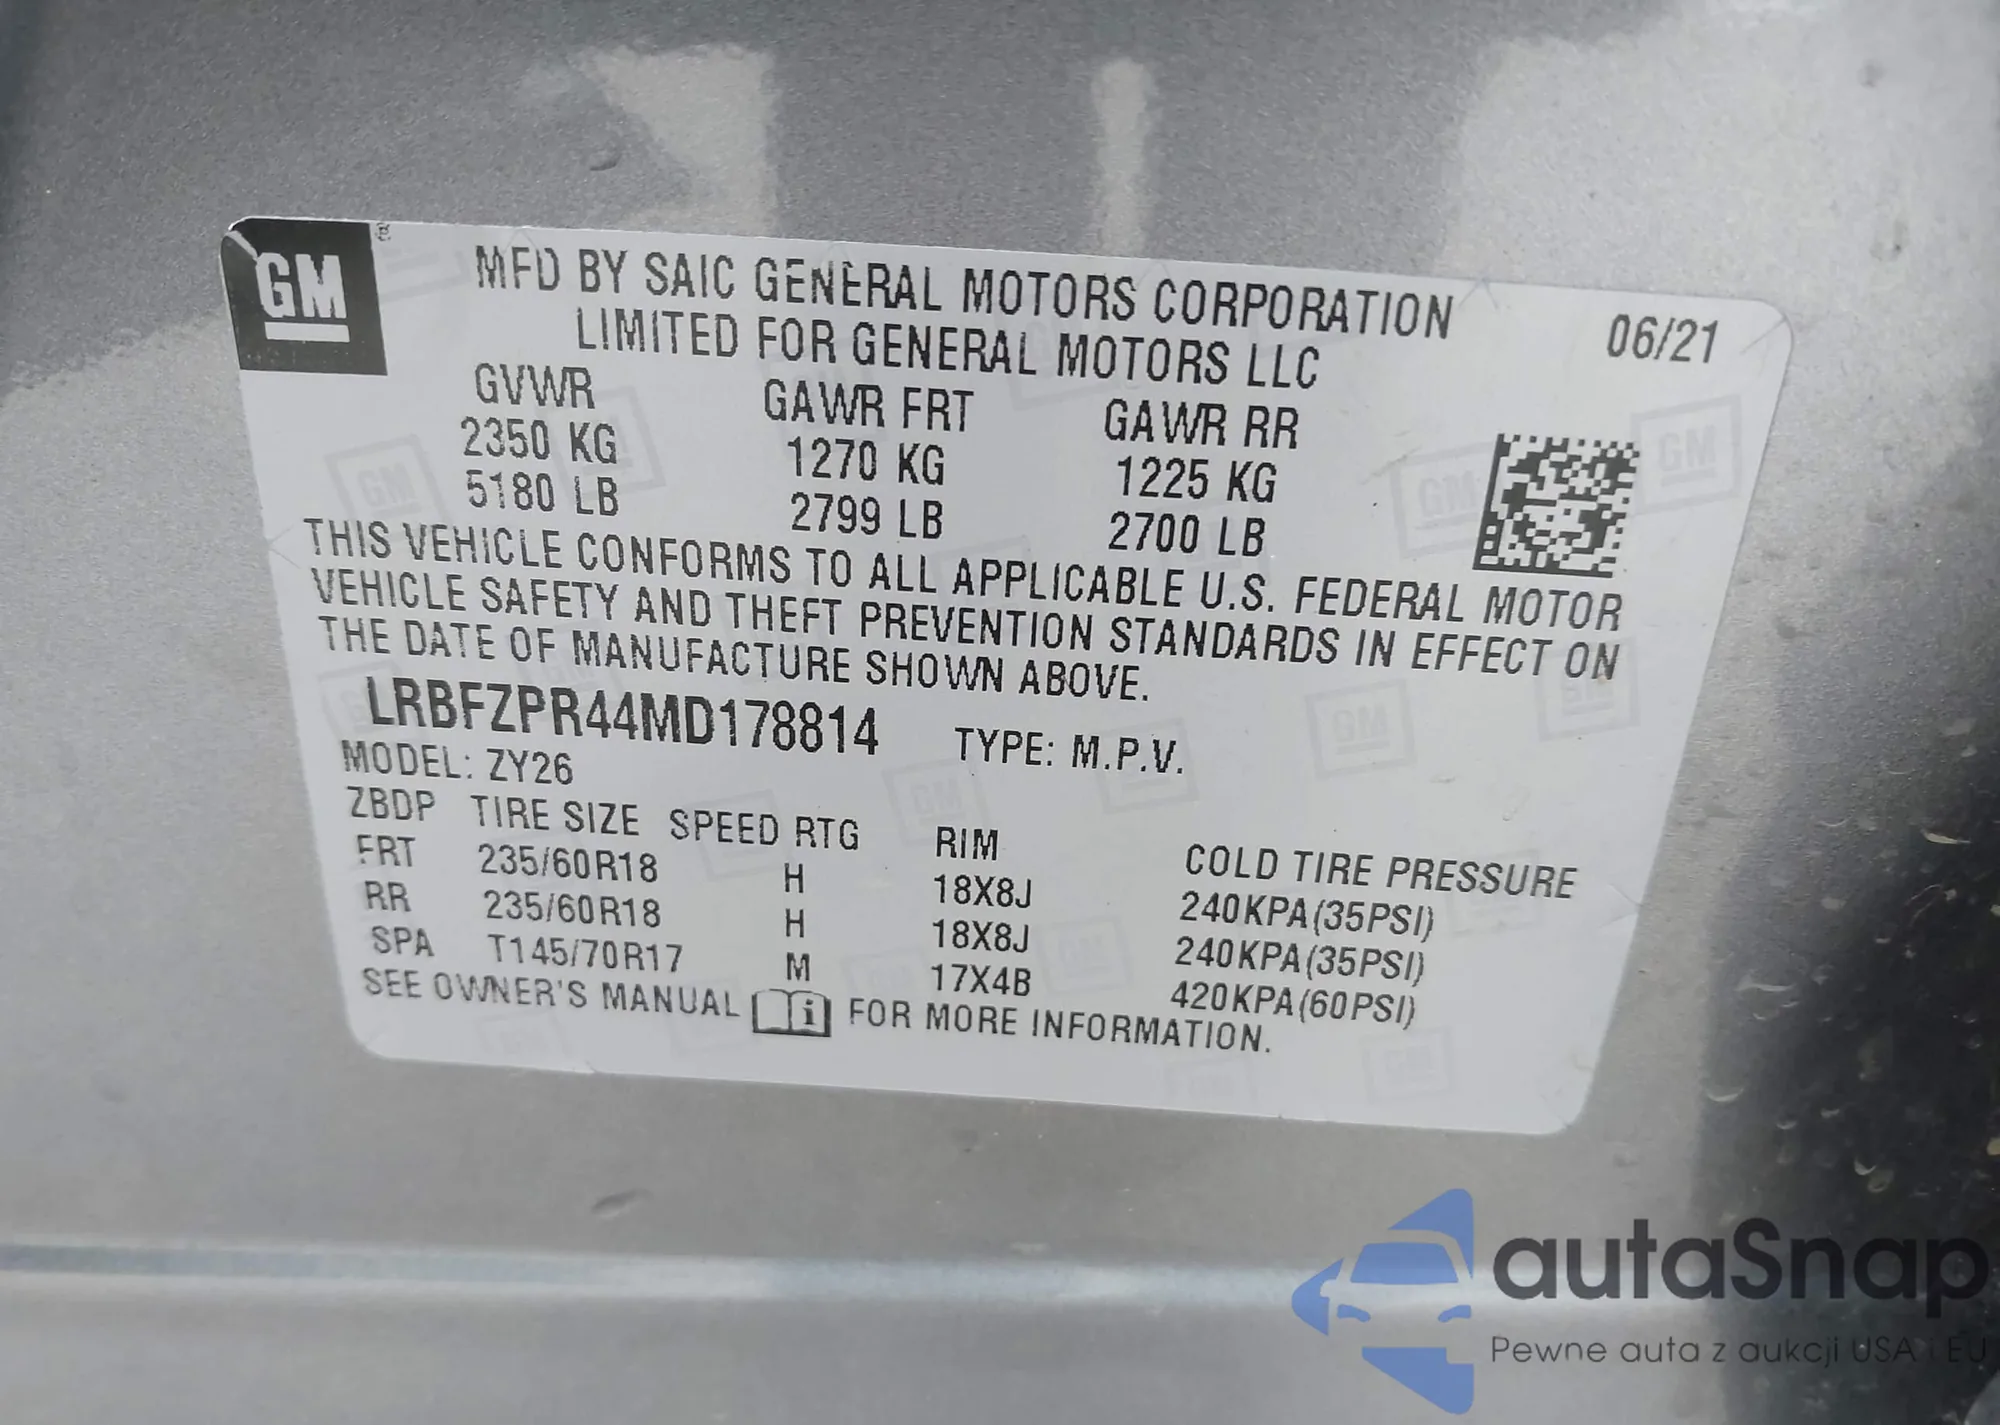 GM®
MFD BY SAIC GENERAL MOTORS CORPORATION
LIMITED FOR GENERAL MOTORS LLC
06/21
GVWR GAWR FRT GAWR RR
2350 KG 1270 KG 1225 KG
5180 LB 2799 LB 2700 LB
THIS VEHICLE CONFORMS TO ALL APPLICABLE U.S. FEDERAL MOTOR
VEHICLE SAFETY AND THEFT PREVENTION STANDARDS IN EFFECT ON
THE DATE OF MANUFACTURE SHOWN ABOVE.
LRBFZPR44MD178814 TYPE: M.P.V.
MODEL: ZY26
ZBDP TIRE SIZE SPEED RTG RIM COLD TIRE PRESSURE
FRT 235/60R18 H 18X8J 240KPA(35PSI)
RR 235/60R18 H 18X8J 240KPA(35PSI)
SPA T145/70R17 M 17X4B 420KPA(60PSI)
SEE OWNER'S MANUAL i FOR MORE INFORMATION.
autaSnap
Pewne auta z aukcji USA i EU